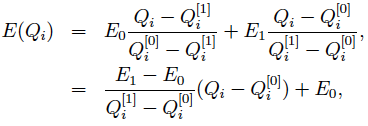 E(Q_i) = E_0 \frac{Q_i - Q_i^{[1]}}{Q_i^{[0]} - Q_i^{[1]}} + E_1 \frac{Q_i - Q_i^{[0]}}{Q_i^{[1]} - Q_i^{[0]}},
= \frac{E_1 - E_0}{Q_i^{[1]} - Q_i^{[0]}} (Q_i - Q_i^{[0]}) + E_0,